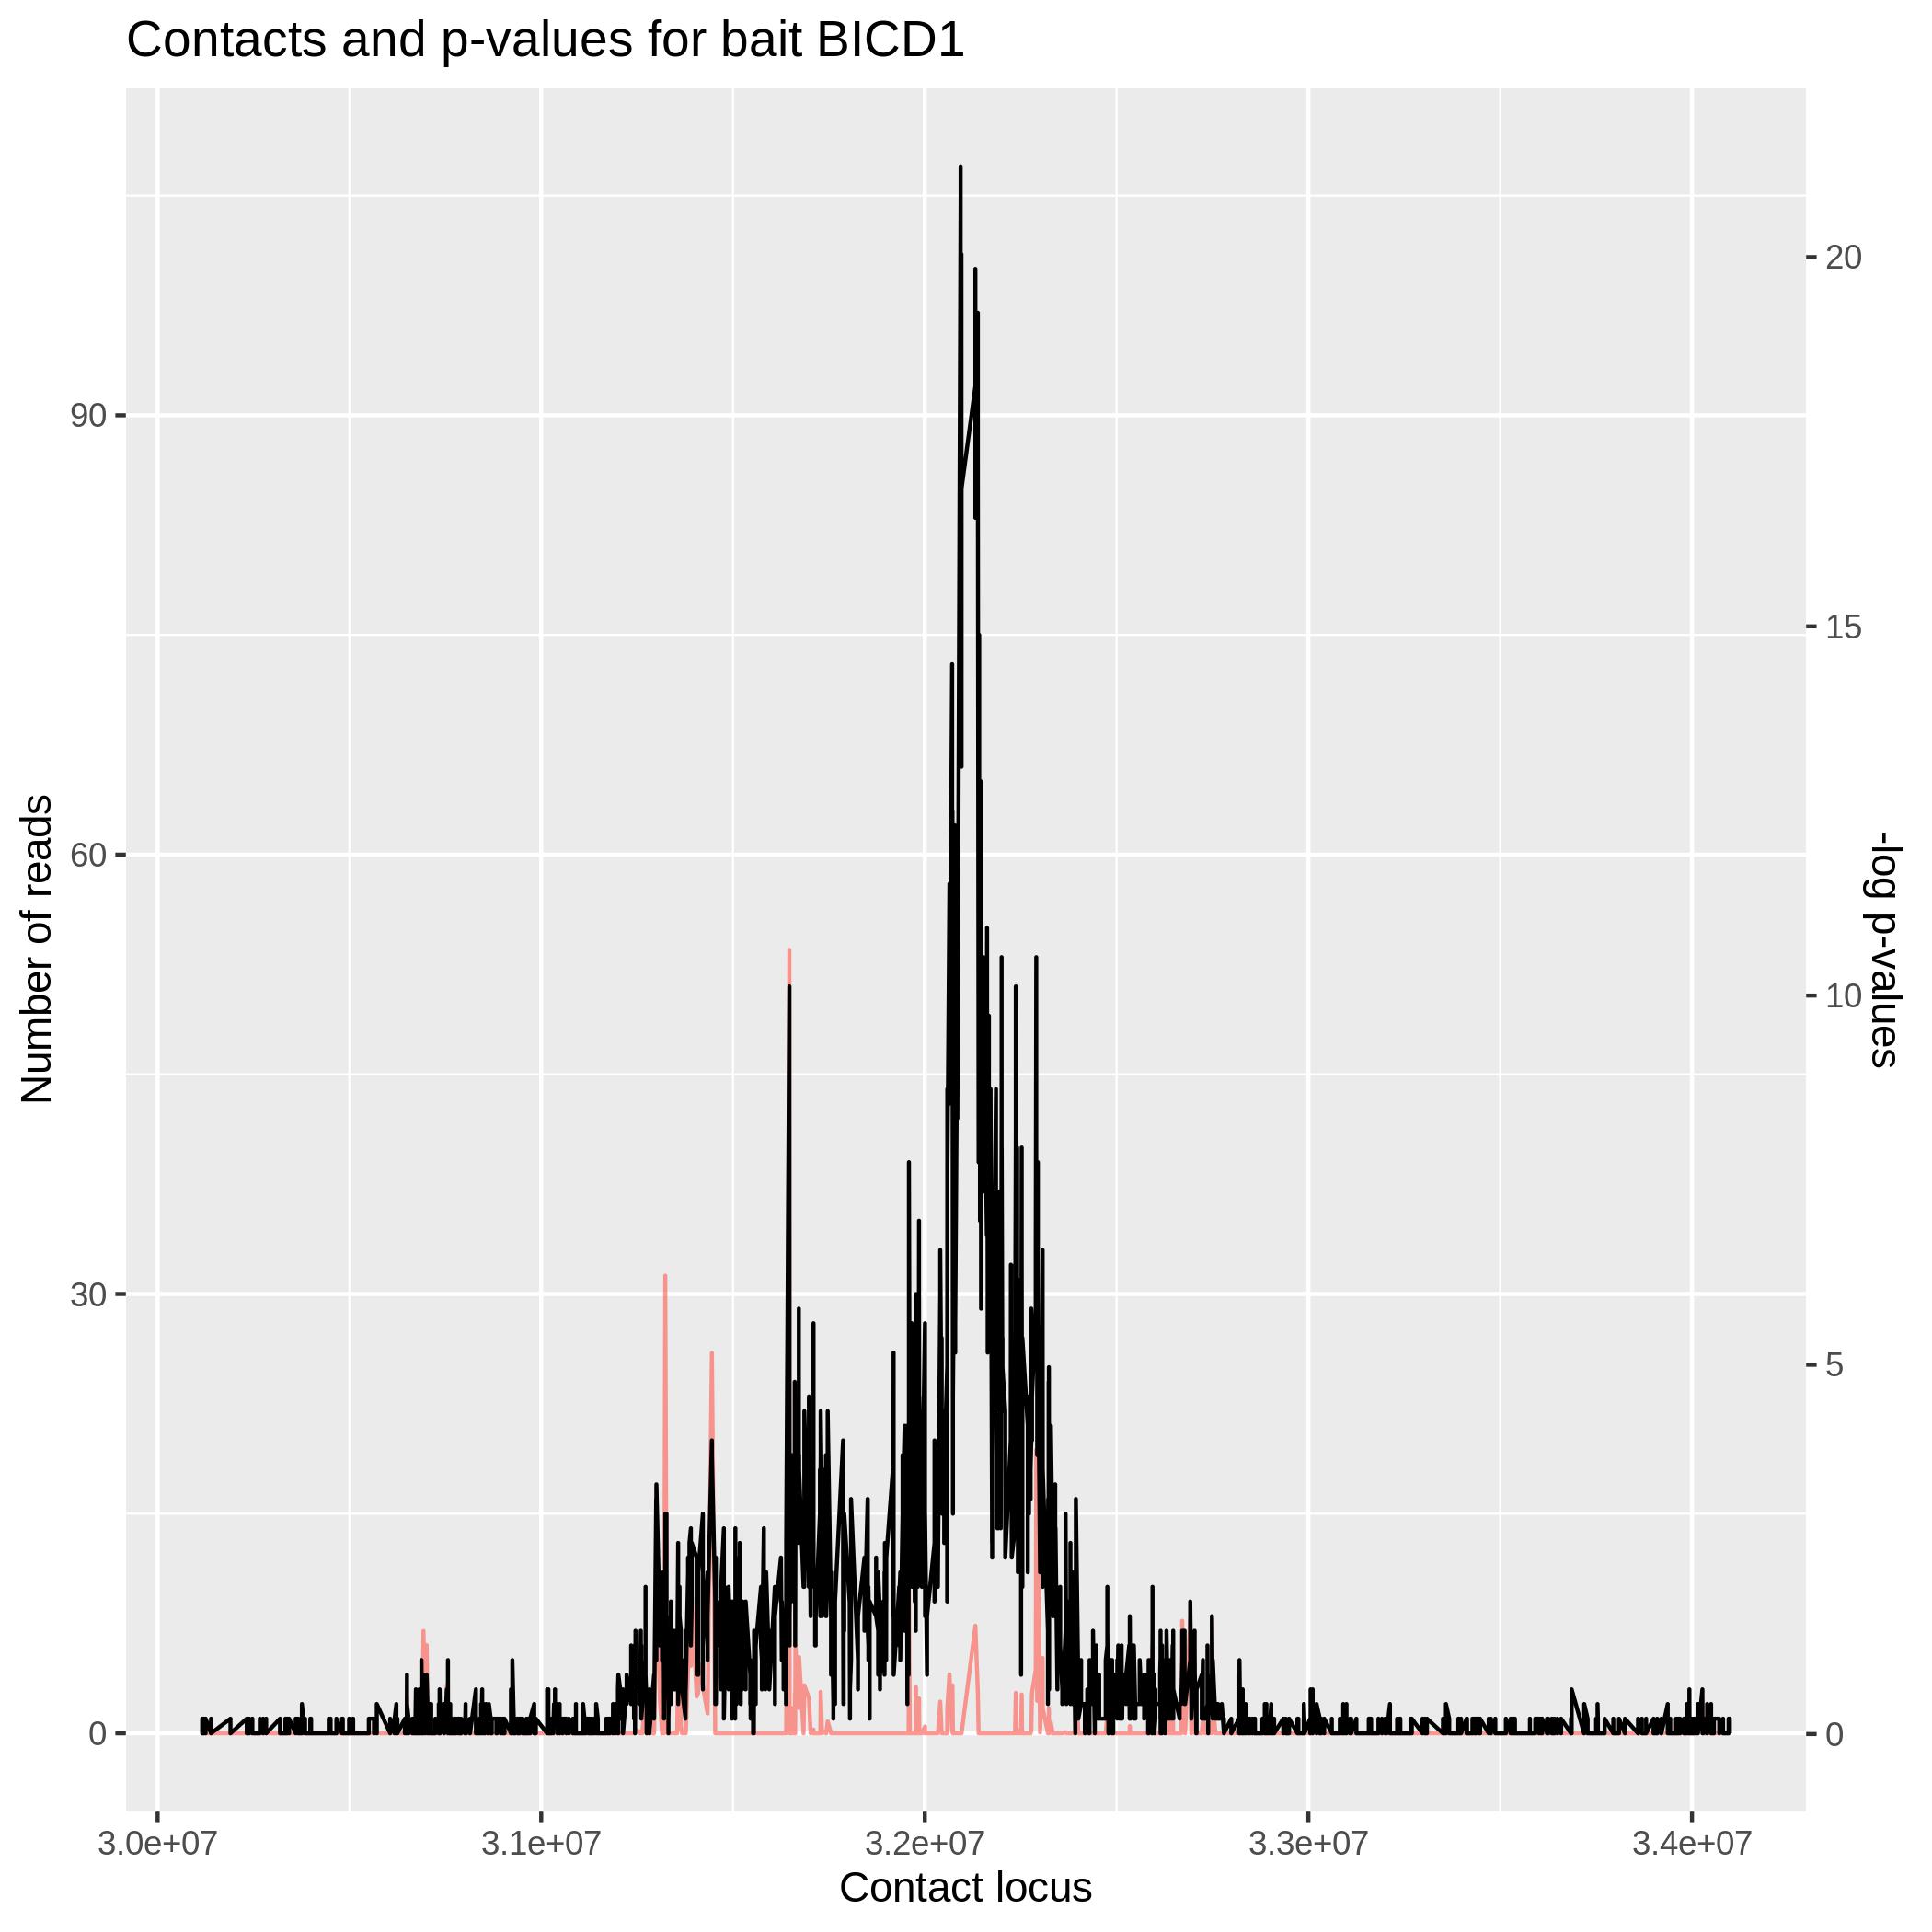 Contacts and p-values for bait BICD1
Number of reads
90
60
30
0
20
15
10
5
0
-log p-values
3.0e+07
3.1e+07
3.2e+07
3.3e+07
3.4e+07
Contact locus